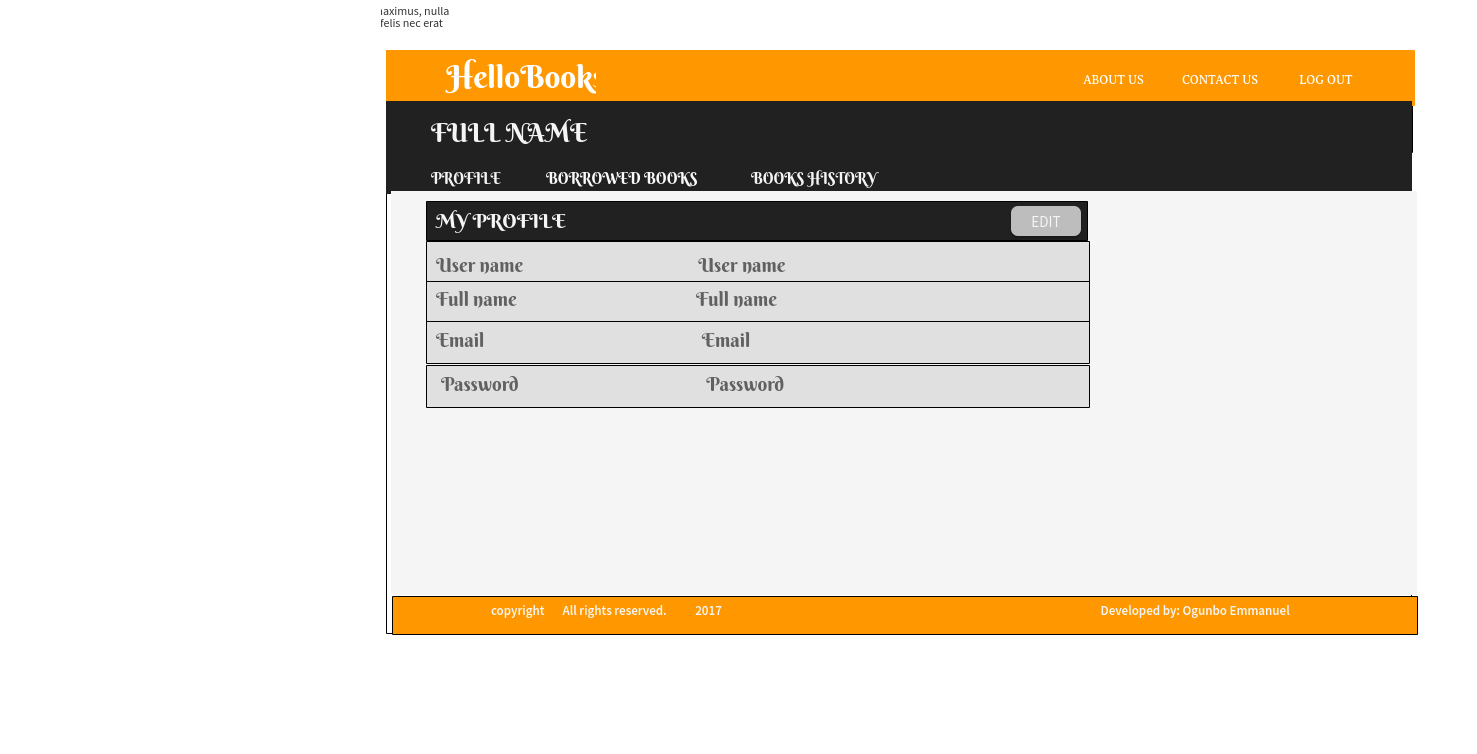 maximus, nulla
felis nec erat
HelloBooks
ABOUT US CONTACT US LOG OUT
FULL NAME
PROFILE BORROWED BOOKS BOOKS HISTORY
MY PROFILE EDIT
User name User name
Full name Full name
Email Email
Password Password
copyright All rights reserved. 2017 Developed by: Ogunbo Emmanuel